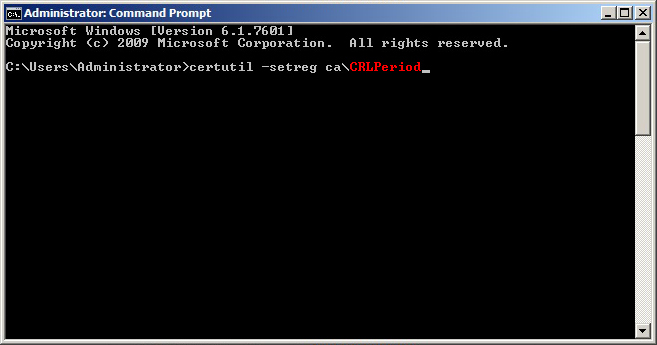 Administrator: Command Prompt
Microsoft Windows [Version 6.1.7601]
Copyright (c) 2009 Microsoft Corporation.  All rights reserved.
C:\Users\Administrator>certutil -setreg ca\CRLPeriod_